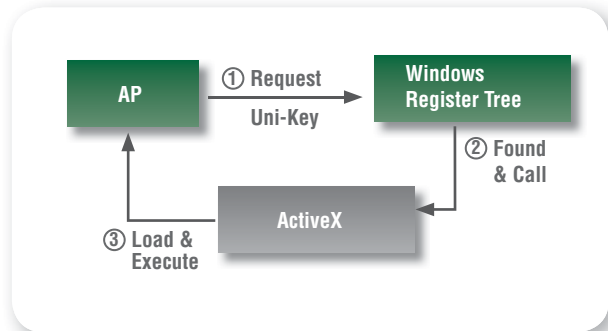 AP
① Request
Uni-Key
Windows
Register Tree
② Found
& Call
ActiveX
③ Load &
Execute